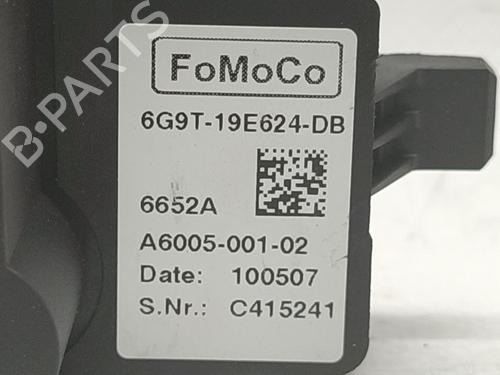 FoMoCo
6G9T-19E624-DB
6652A
A6005-001-02
Date: 100507
S.Nr.: C415241
B-PARTS